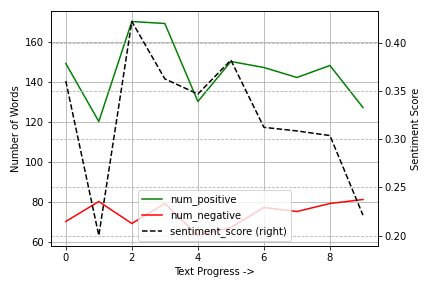 160
140
120
100
80
60
Number of Words
0
2
4
6
8
Text Progress ->
0.40
0.35
0.30
0.25
0.20
Sentiment Score
num_positive
num_negative
sentiment_score (right)